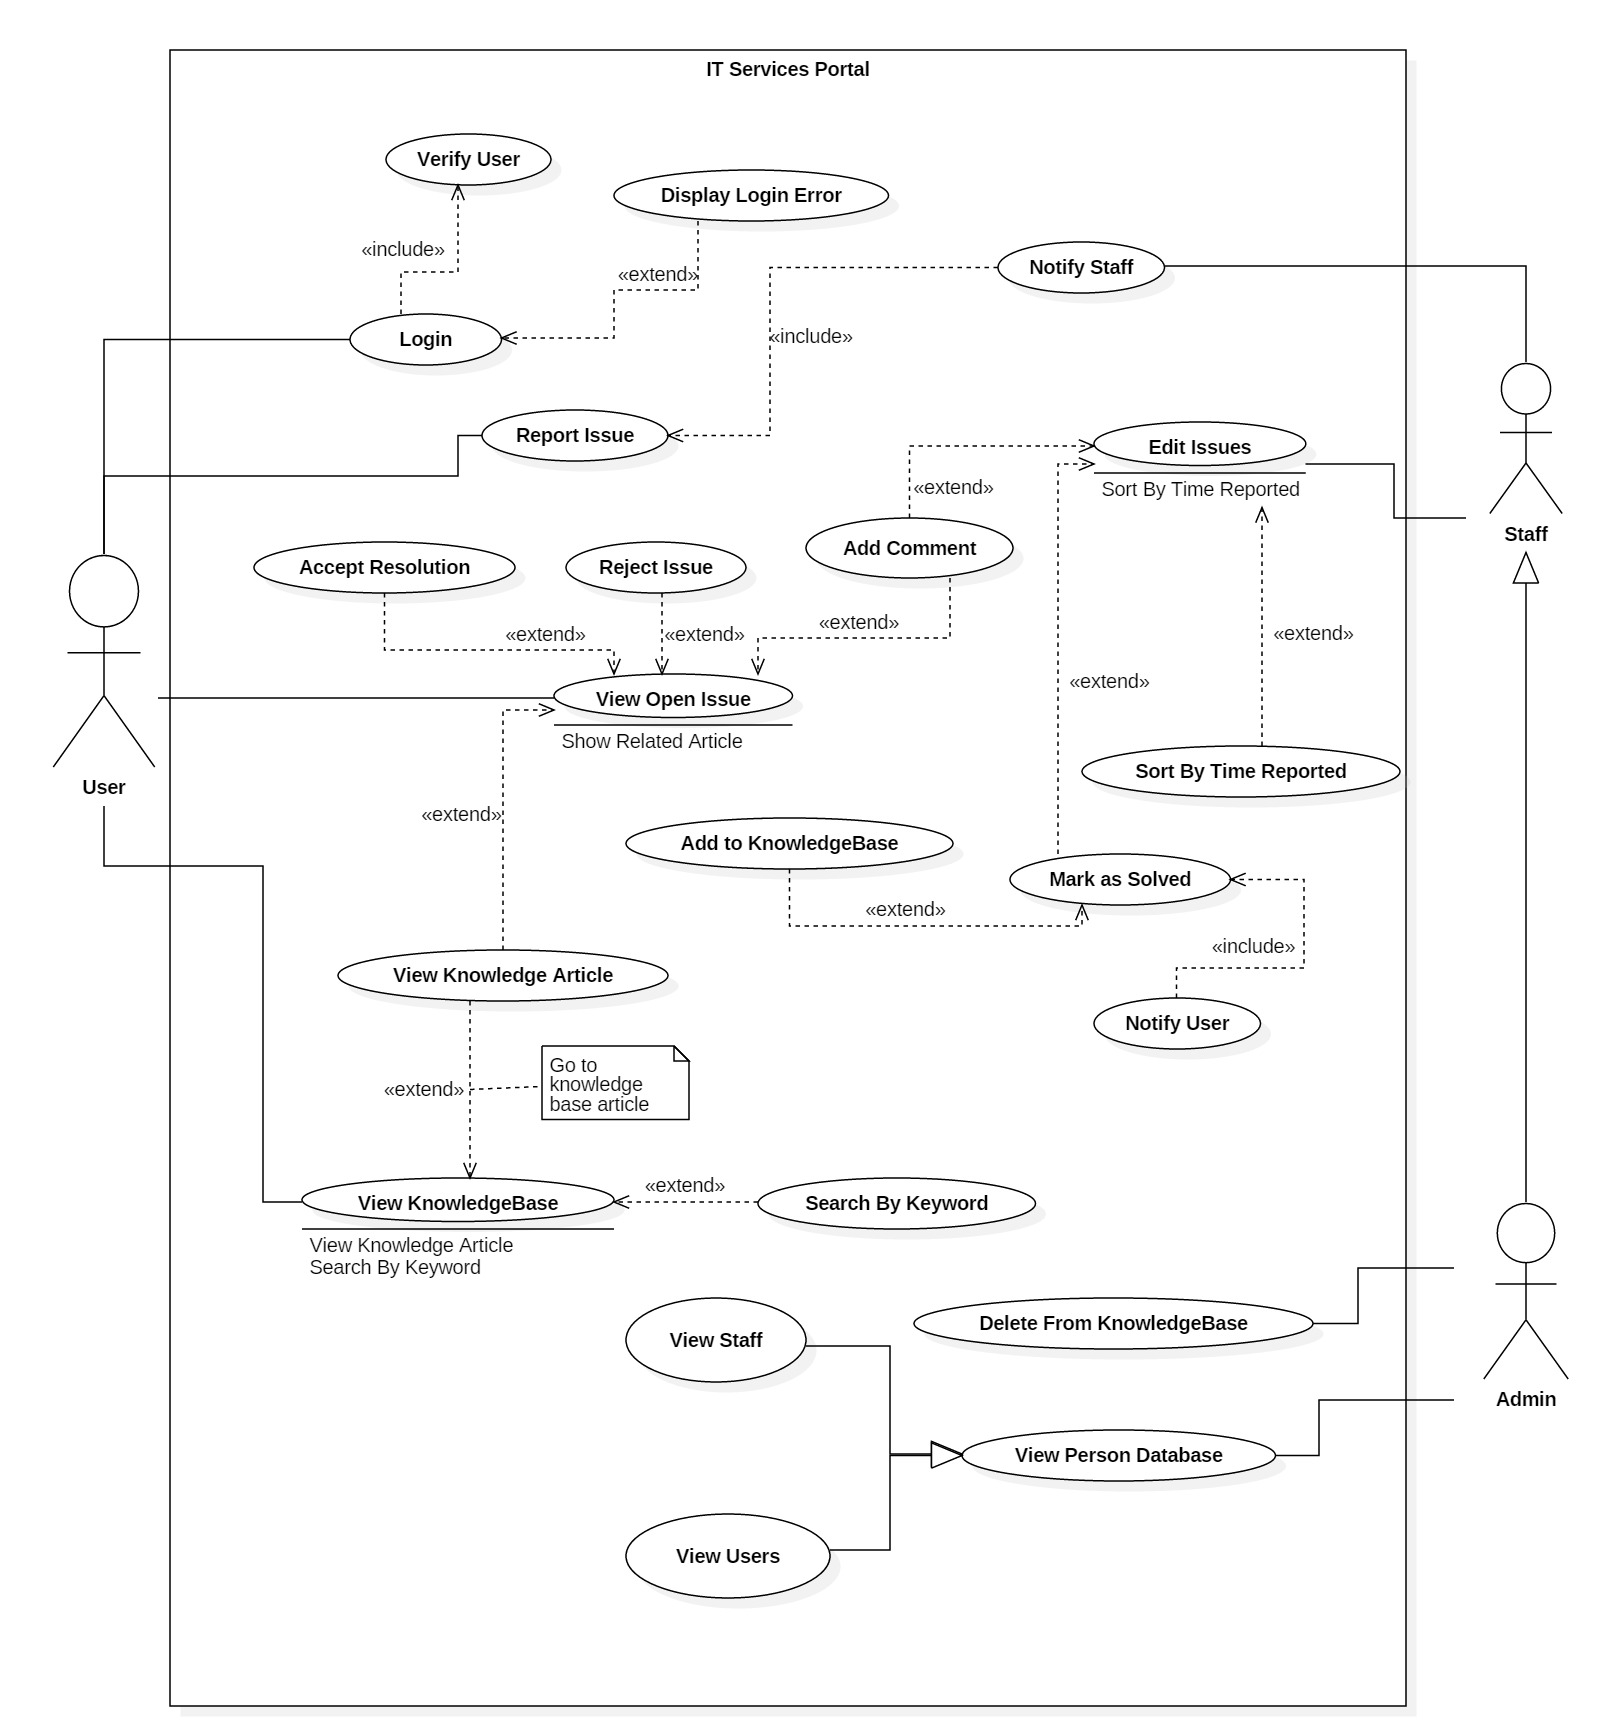 IT Services Portal
Verify User
Display Login Error
«include»
«extend»
Notify Staff
Login
«include»
Report Issue
Edit Issues
Sort By Time Reported
«extend»
Staff
Add Comment
Accept Resolution
Reject Issue
«extend»
«extend»
«extend»
«extend»
«extend»
View Open Issue
Show Related Article
User
Sort By Time Reported
«extend»
Add to KnowledgeBase
Mark as Solved
«extend»
«include»
View Knowledge Article
Notify User
Go to
knowledge
base article
«extend»
«extend»
View KnowledgeBase
Search By Keyword
View Knowledge Article
Search By Keyword
Delete From KnowledgeBase
View Staff
Admin
View Person Database
View Users